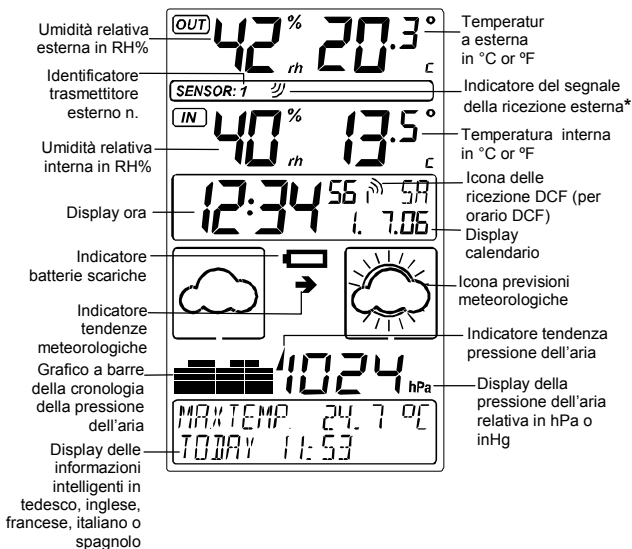 Umidità relativa
esterna in RH%
Identificatore
trasmettitore
esterno n.
Umidità relativa
interna in RH%
Display ora
Indicatore
batterie scariche
Indicatore
tendenze
meteorologiche
Grafico a barre
della cronologia
della pressione
dell'aria
Display delle
informazioni
intelligenti in
tedesco, inglese,
francese, italiano o
spagnolo
OUT 42 % rh 20.3° C
SENSOR: 1
IN 40 % rh 13.5° C
12:34 56 SA
1. 7.06
1024 hPa
MAXTEMP. 24.7 ºC
TODAY 11:53
Temperatur
a esterna
in °C or ºF
Indicatore del segnale
della ricezione esterna*
Temperatura interna
in °C or ºF
Icona delle
ricezione DCF (per
orario DCF)
Display
calendario
Icona previsioni
meteorologiche
Indicatore tendenza
pressione dell'aria
Display della
pressione dell'aria
relativa in hPa o
inHg